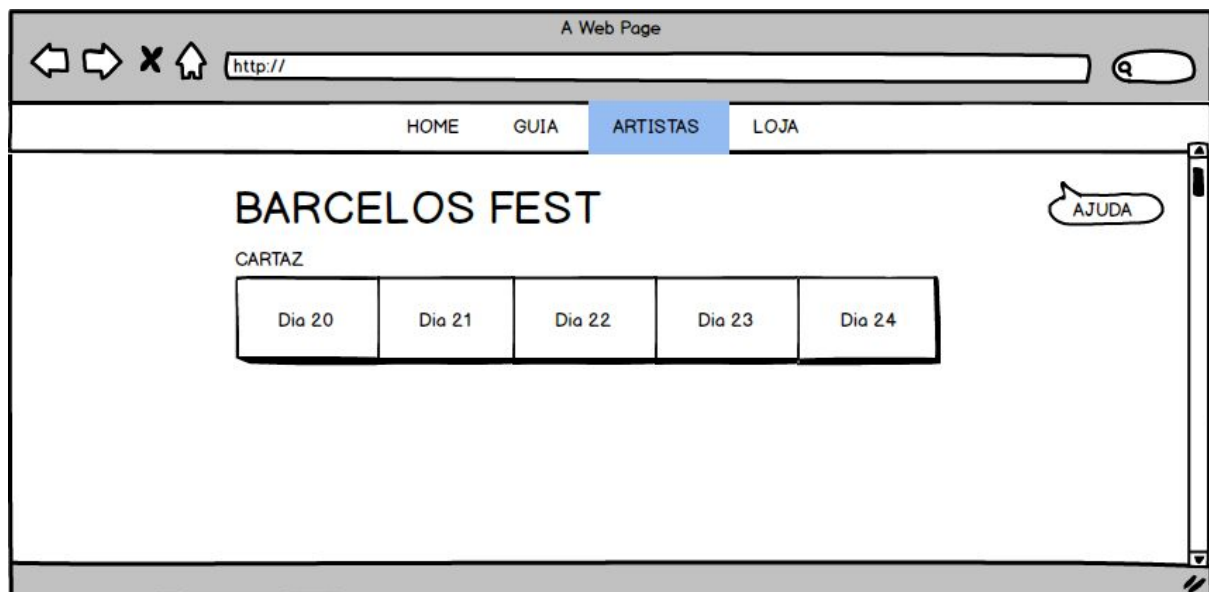 A Web Page
http://
HOME GUIA ARTISTAS LOJA
BARCELOS FEST
AJUDA
CARTAZ
Dia 20 Dia 21 Dia 22 Dia 23 Dia 24